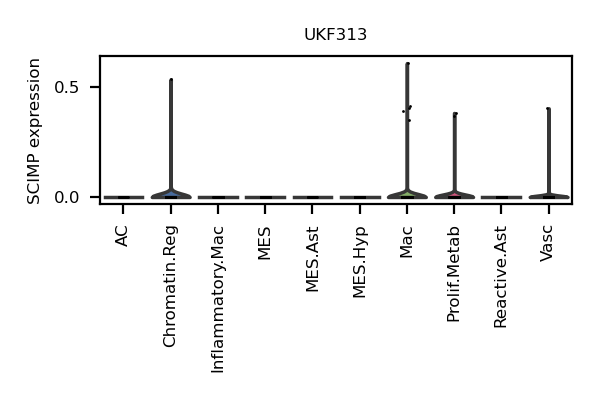 UKF313
SCIMP expression
0.5
0.0
AC
Chromatin.Reg
Inflammatory.Mac
MES
MES.Ast
MES.Hyp
Mac
Prolif.Metab
Reactive.Ast
Vasc